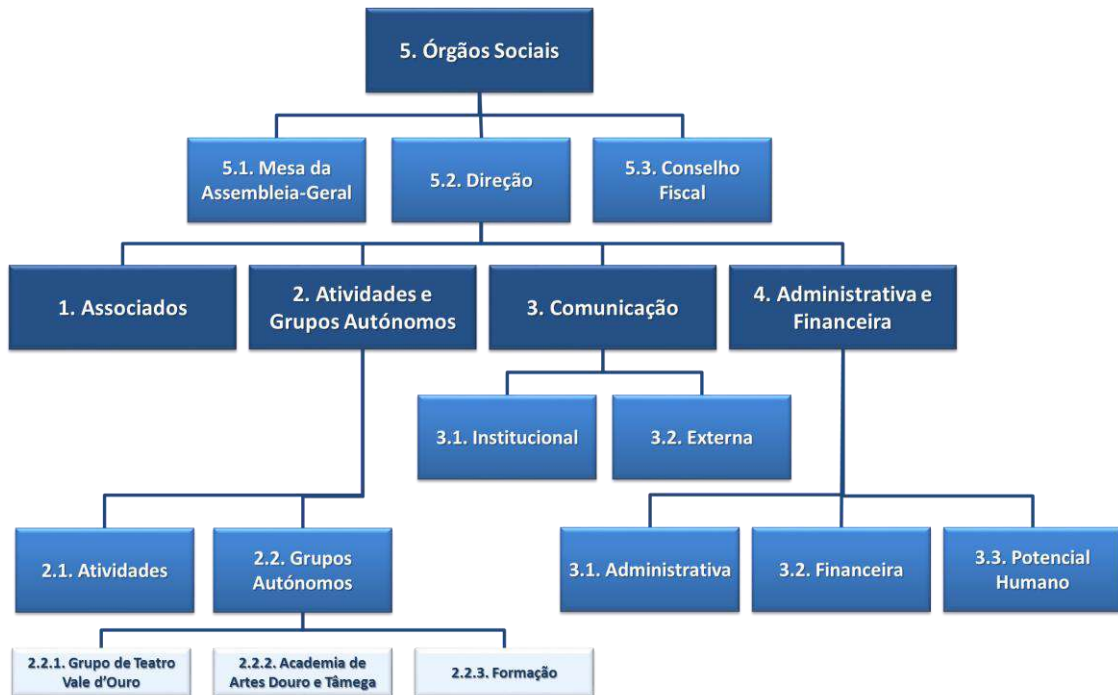 5. Órgãos Sociais
5.1. Mesa da
Assembleia-Geral
5.2. Direção
5.3. Conselho
Fiscal
1. Associados
2. Atividades e
Grupos Autónomos
3. Comunicação
4. Administrativa e
Financeira
3.1. Institucional
3.2. Externa
2.1. Atividades
2.2. Grupos
Autónomos
3.1. Administrativa
3.2. Financeira
3.3. Potencial
Humano
2.2.1. Grupo de Teatro
Vale d'Ouro
2.2.2. Academia de
Artes Douro e Tâmega
2.2.3. Formação